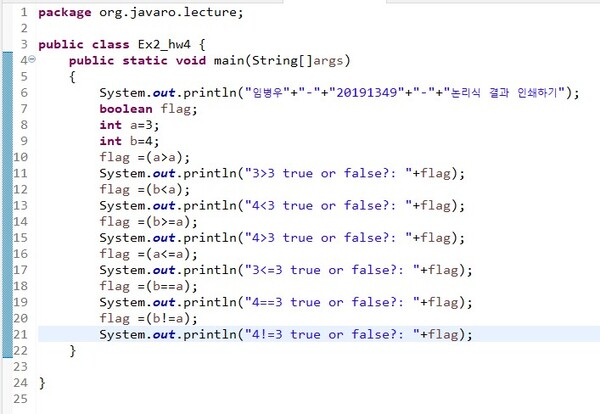 1 package org.javaro.lecture;
2
3 public class Ex2_hw4 {
4     public static void main(String[]args)
5     {
6         System.out.println("임병우"+"-"+"20191349"+"-"+"논리식 결과 인쇄하기");
7         boolean flag;
8         int a=3;
9         int b=4;
10         flag =(a>a);
11         System.out.println("3>3 true or false?: "+flag);
12         flag =(b<a);
13         System.out.println("4<3 true or false?: "+flag);
14         flag =(b>=a);
15         System.out.println("4>3 true or false?: "+flag);
16         flag =(a<=a);
17         System.out.println("3<=3 true or false?: "+flag);
18         flag =(b==a);
19         System.out.println("4==3 true or false?: "+flag);
20         flag =(b!=a);
21         System.out.println("4!=3 true or false?: "+flag);
22     }
23
24 }
25